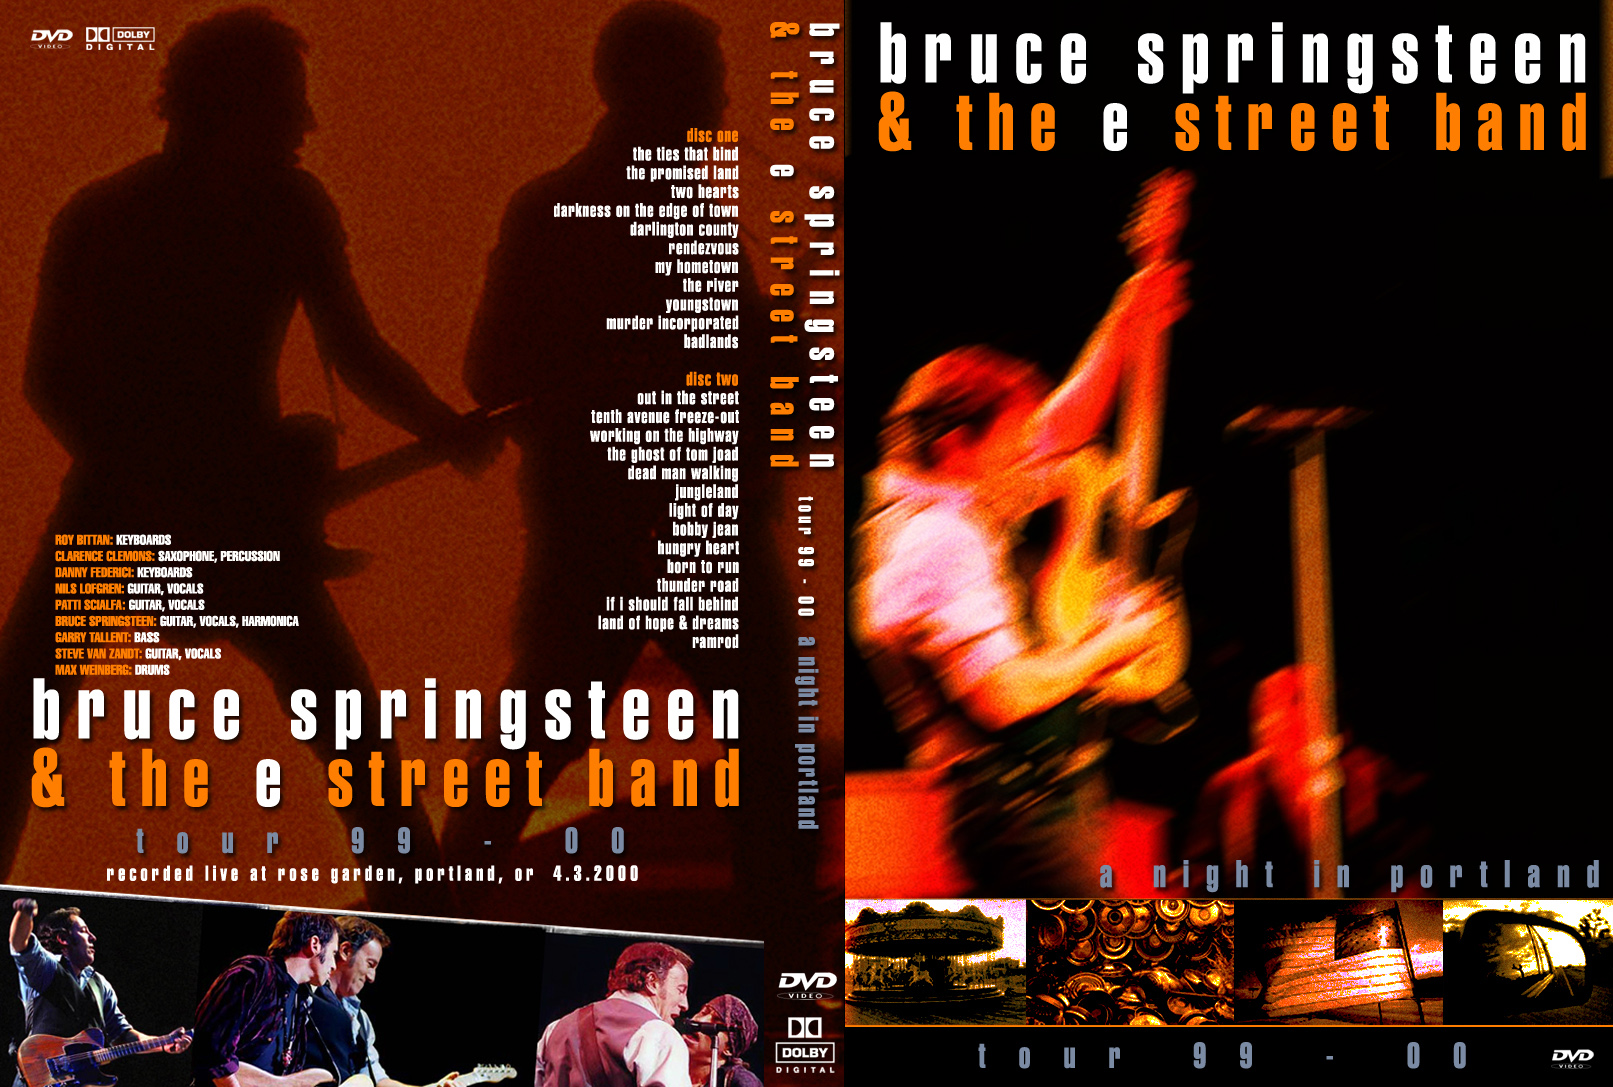 DVD
VIDEO
DOLBY
DIGITAL
disc one
the ties that bind
the promised land
two hearts
darkness on the edge of town
darlington county
rendezvous
my hometown
the river
youngstown
murder incorporated
badlands
disc two
out in the street
tenth avenue freeze-out
working on the highway
the ghost of tom joad
dead man walking
jungleland
light of day
bobby jean
hungry heart
born to run
thunder road
if i should fall behind
land of hope & dreams
ramrod
ROY BITTAN: KEYBOARDS
CLARENCE CLEMONS: SAXOPHONE, PERCUSSION
DANNY FEDERICI: KEYBOARDS
NILS LOFGREN: GUITAR, VOCALS
PATTI SCIALFA: GUITAR, VOCALS
BRUCE SPRINGSTEEN: GUITAR, VOCALS, HARMONICA
GARRY TALLENT: BASS
STEVE VAN ZANDT: GUITAR, VOCALS
MAX WEINBERG: DRUMS
bruce springsteen
& the e street band
tour 99 - 00
recorded live at rose garden, portland, or 4.3.2000
bruce springsteen
& the e street band
tour 99 - 00 a night in portland
DVD
VIDEO
DOLBY
DIGITAL
bruce springsteen
& the e street band
a night in portland
tour 99 - 00
DVD
VIDEO